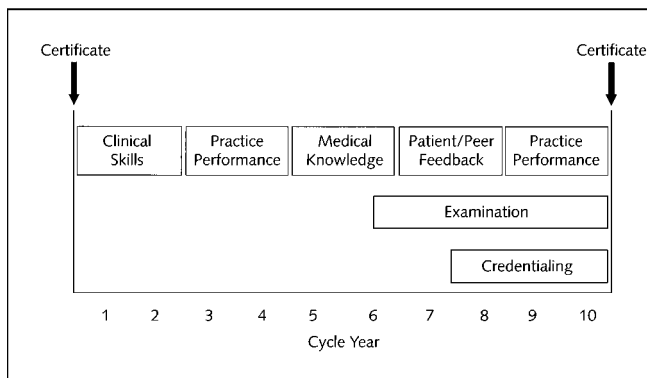 Certificate Certificate
Clinical Skills
Practice Performance
Medical Knowledge
Patient/Peer Feedback
Practice Performance
Examination
Credentialing
1 2 3 4 5 6 7 8 9 10
Cycle Year